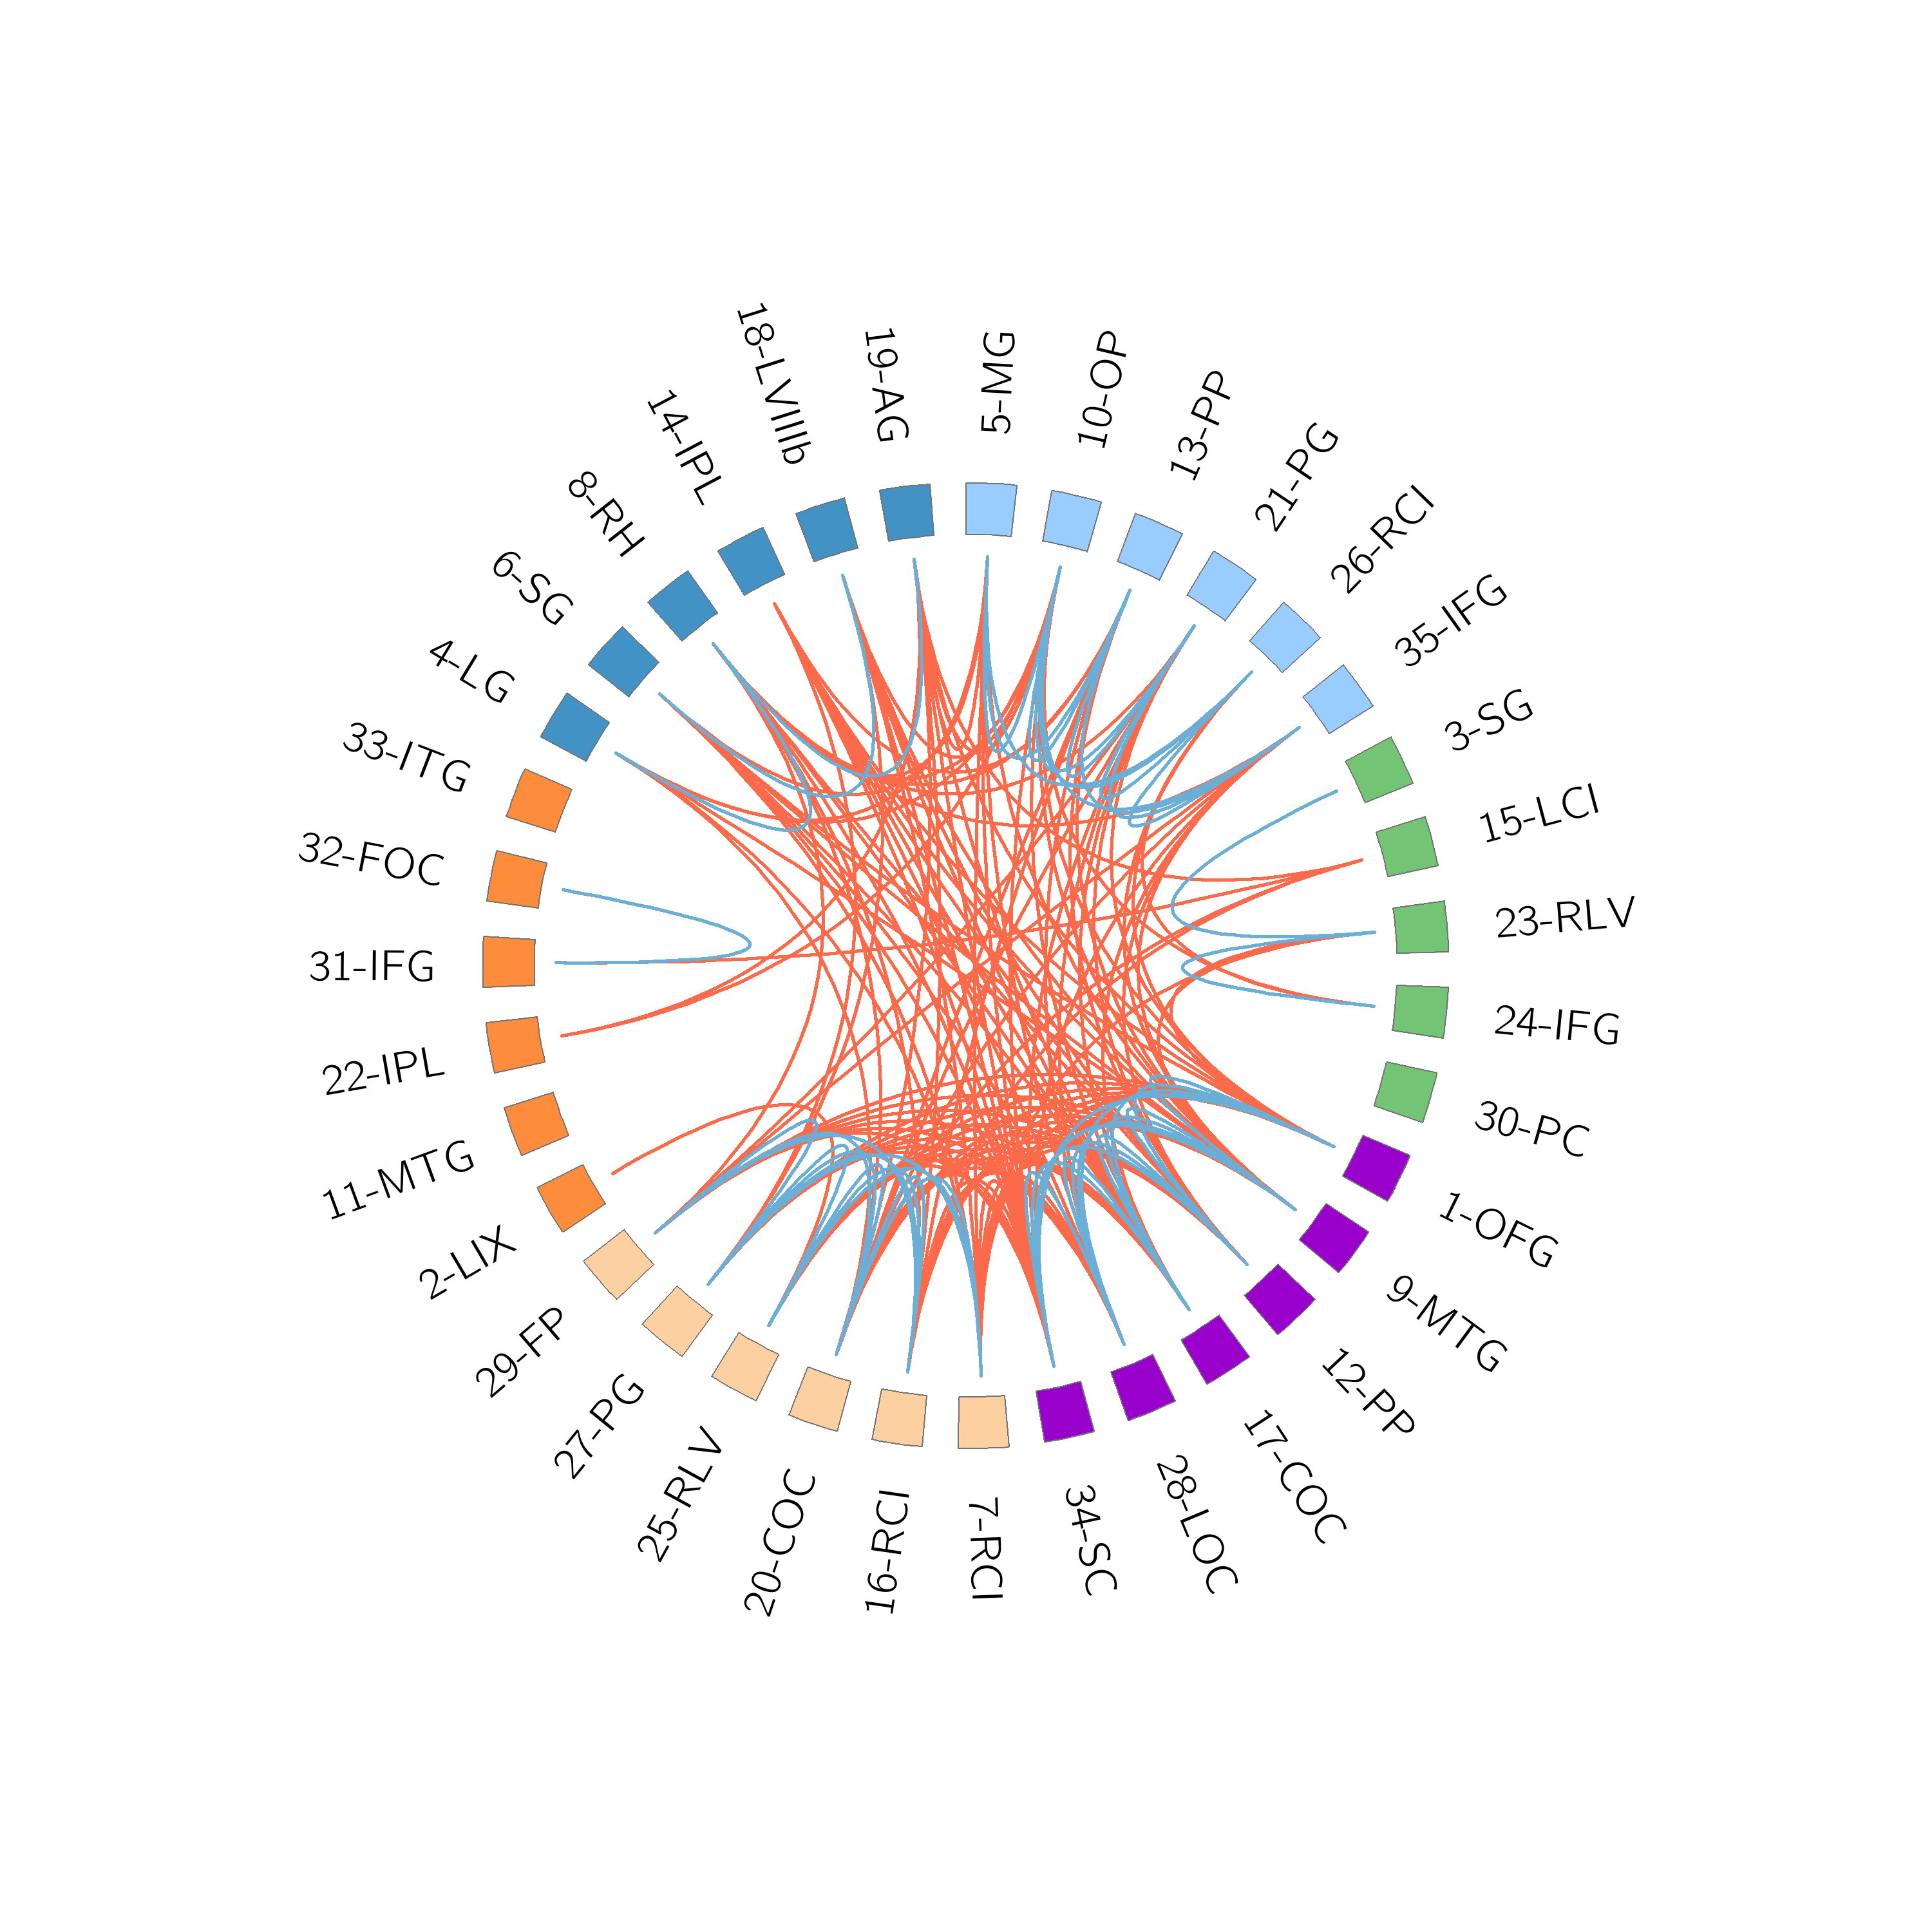 5-MG
10-OP
13-PP
21-PG
26-RCI
35-IFG
3-SG
15-LCI
23-RLV
24-IFG
30-PC
1-OFG
9-MTG
12-PP
17-COC
28-LOC
34-SC
7-RCI
16-RCI
20-COC
25-RLV
27-PG
29-FP
2-LIX
11-MTG
22-IPL
31-IFG
32-FOC
33-ITG
4-LG
6-SG
8-RH
14-IPL
18-LVIIIb
19-AG